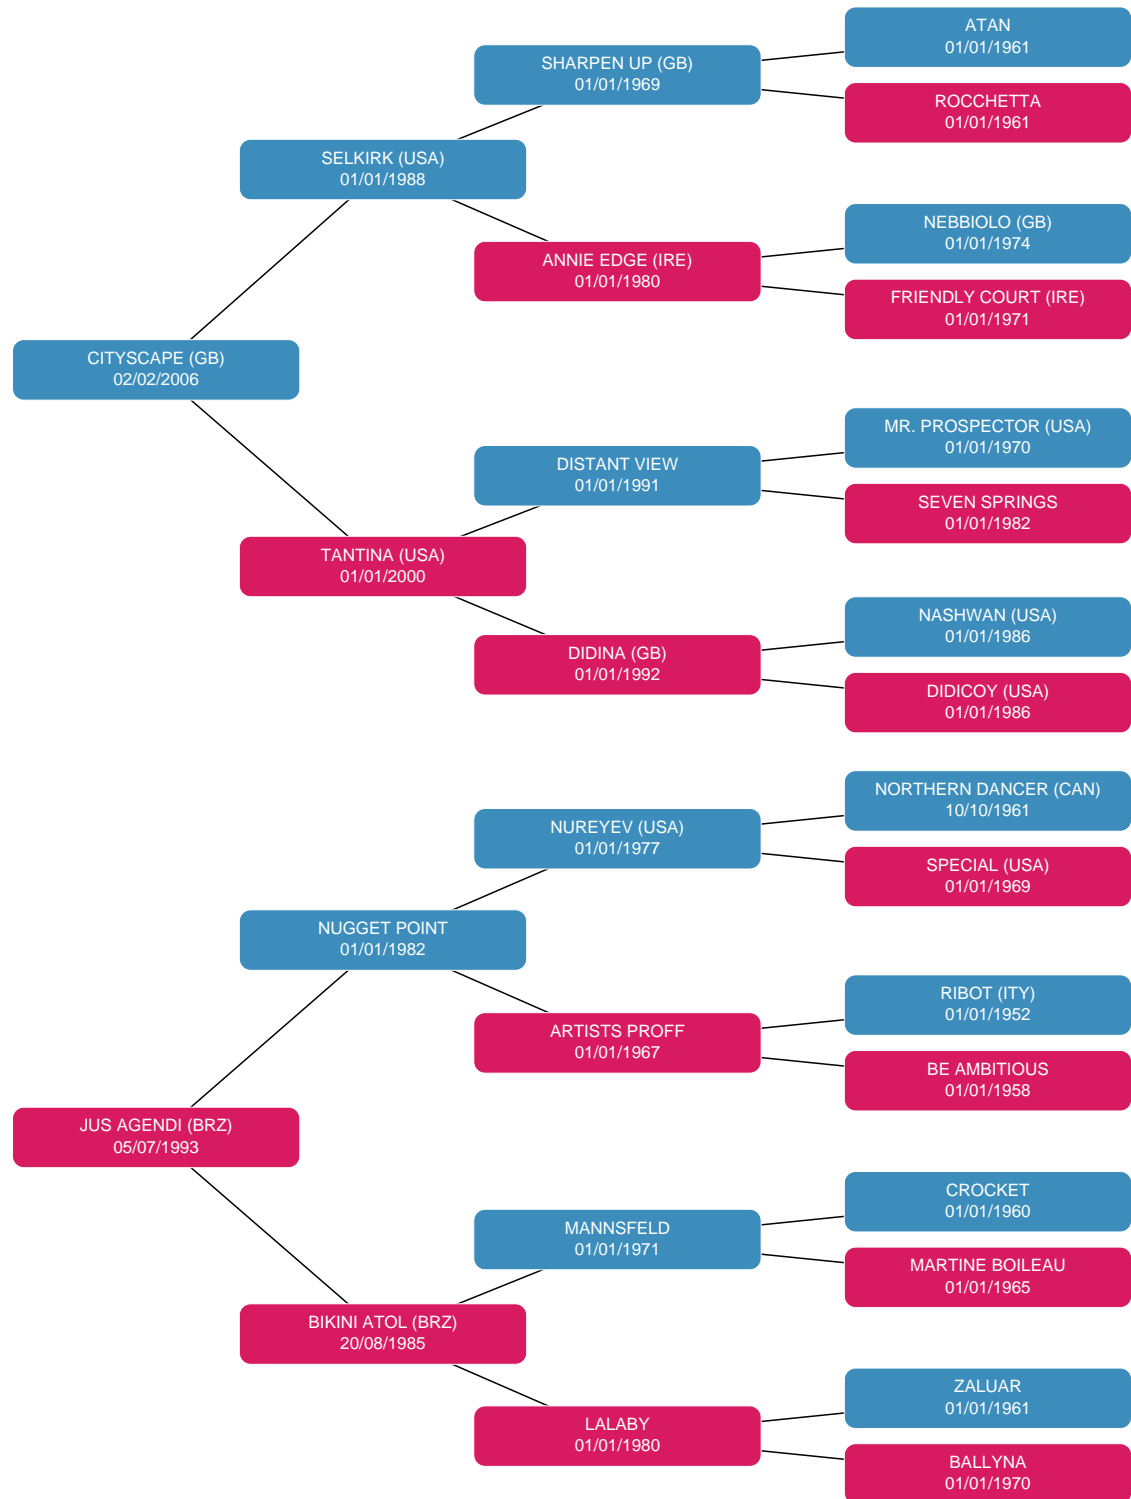 ATAN
01/01/1961
SHARPEN UP (GB)
01/01/1969
ROCCHETTA
01/01/1961
SELKIRK (USA)
01/01/1988
NEBBIOLO (GB)
01/01/1974
ANNIE EDGE (IRE)
01/01/1980
FRIENDLY COURT (IRE)
01/01/1971
CITYSCAPE (GB)
02/02/2006
MR. PROSPECTOR (USA)
01/01/1970
DISTANT VIEW
01/01/1991
SEVEN SPRINGS
01/01/1982
TANTINA (USA)
01/01/2000
NASHWAN (USA)
01/01/1986
DIDINA (GB)
01/01/1992
DIDICOY (USA)
01/01/1986
NORTHERN DANCER (CAN)
10/10/1961
NUREYEV (USA)
01/01/1977
SPECIAL (USA)
01/01/1969
NUGGET POINT
01/01/1982
RIBOT (ITY)
01/01/1952
ARTISTS PROFF
01/01/1967
BE AMBITIOUS
01/01/1958
JUS AGENDI (BRZ)
05/07/1993
CROCKET
01/01/1960
MANNSFELD
01/01/1971
MARTINE BOILEAU
01/01/1965
BIKINI ATOL (BRZ)
20/08/1985
ZALUAR
01/01/1961
LALABY
01/01/1980
BALLYNA
01/01/1970